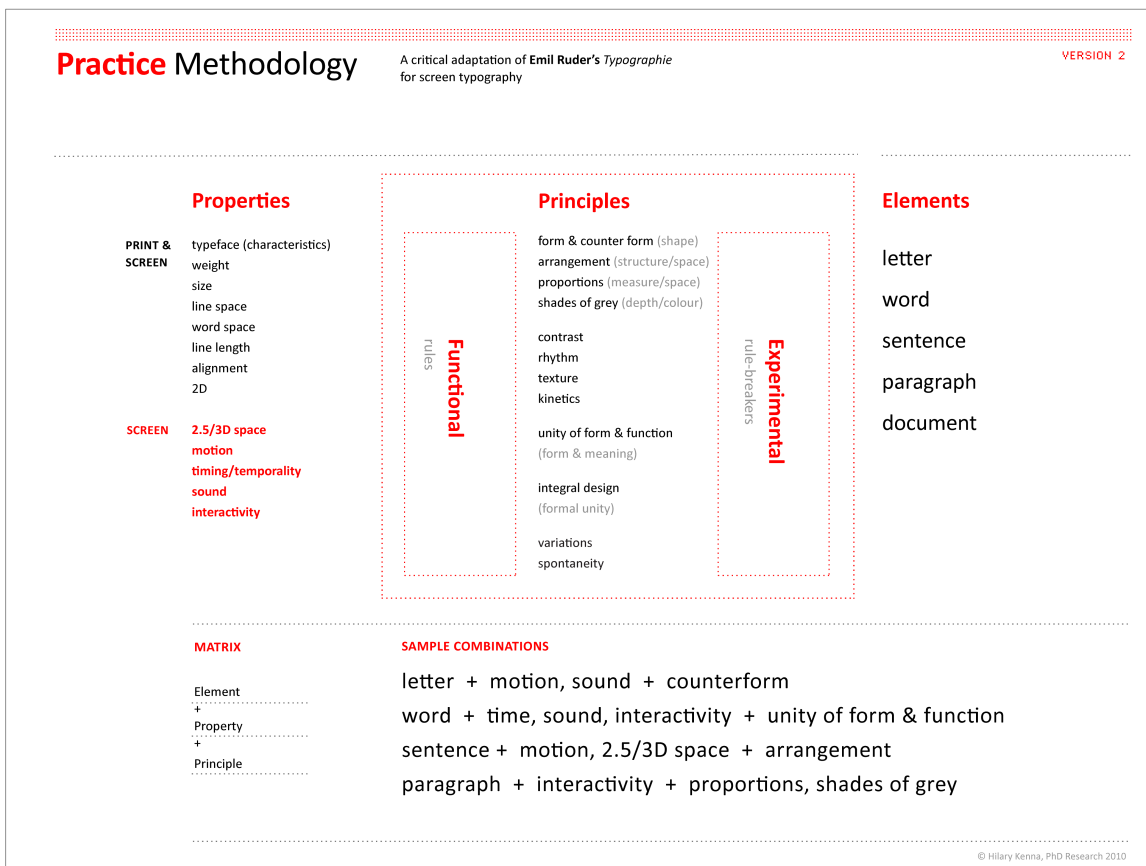 Practice Methodology
A critical adaptation of Emil Ruder's Typographie
for screen typography
VERSION 2
Properties
PRINT &
SCREEN
typeface (characteristics)
weight
size
line space
word space
line length
alignment
2D
SCREEN
2.5/3D space
motion
timing/temporality
sound
interactivity
Functional
rules
Principles
form & counter form (shape)
arrangement (structure/space)
proportions (measure/space)
shades of grey (depth/colour)
contrast
rhythm
texture
kinetics
unity of form & function
(form & meaning)
integral design
(formal unity)
variations
spontaneity
Experimental
rule-breakers
Elements
letter
word
sentence
paragraph
document
MATRIX
Element
+
Property
+
Principle
SAMPLE COMBINATIONS
letter + motion, sound + counterform
word + time, sound, interactivity + unity of form & function
sentence + motion, 2.5/3D space + arrangement
paragraph + interactivity + proportions, shades of grey
© Hilary Kenna, PhD Research 2010